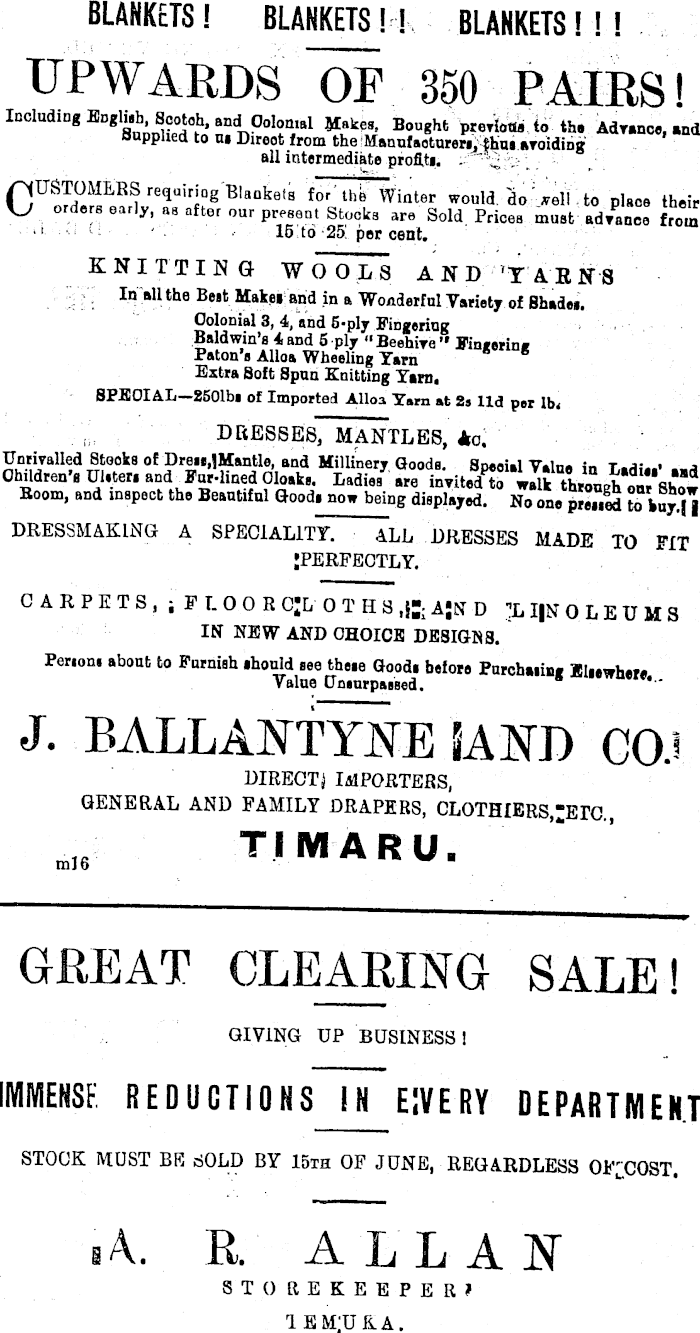 BLANKETS! BLANKETS!! BLANKETS!!!
UPWARDS OF 350 PAIRS!
Including English, Scotch, and Colonial Makes, Bought previous to the Advance, and
Supplied to us Direct from the Manufacturers, thus avoiding
all intermediate profits.
CUSTOMERS requiring Blankets for the Winter would do well to place their
orders early, as after our present Stocks are Sold Prices must advance from
15 to 25 per cent.
KNITTING WOOLS AND YARNS
In all the Best Makes and in a Wonderful Variety of Shades.
Colonial 3, 4, and 5-ply Fingering
Baldwin's 4 and 5 ply "Beehive" Fingering
Paton's Alloa Wheeling Yarn
Extra Soft Spun Knitting Yarn.
SPECIAL—250lbs of Imported Alloa Yarn at 2s 11d per lb.
DRESSES, MANTLES, &c.
Unrivalled Stocks of Dress, Mantle, and Millinery Goods. Special Value in Ladies' and
Children's Ulsters and Fur-lined Cloaks. Ladies are invited to walk through our Show
Room, and inspect the Beautiful Goods now being displayed. No one pressed to buy.
DRESSMAKING A SPECIALITY. ALL DRESSES MADE TO FIT
PERFECTLY.
CARPETS, FLOORCLOTHS, AND LINOLEUMS
IN NEW AND CHOICE DESIGNS.
Persons about to Furnish should see these Goods before Purchasing Elsewhere.
Value Unsurpassed.
J. BALLANTYNE AND CO.
DIRECT IMPORTERS,
GENERAL AND FAMILY DRAPERS, CLOTHIERS, ETC.,
TIMARU.
m16
GREAT CLEARING SALE!
GIVING UP BUSINESS!
IMMENSE REDUCTIONS IN EVERY DEPARTMENT
STOCK MUST BE SOLD BY 15TH OF JUNE, REGARDLESS OF COST.
A. R. ALLAN
STOREKEEPER,
TEMUKA.